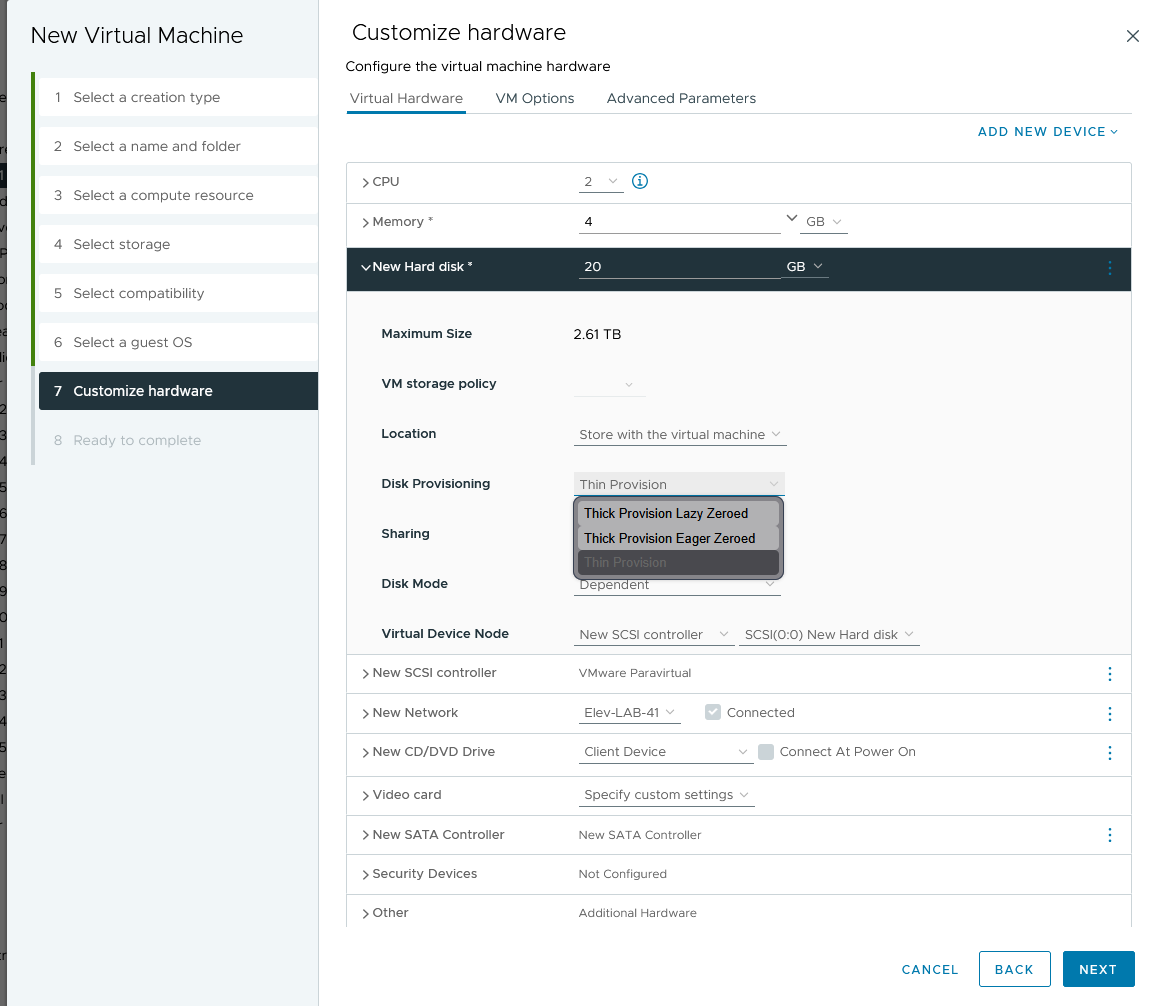 New Virtual Machine
1 Select a creation type
2 Select a name and folder
3 Select a compute resource
4 Select storage
5 Select compatibility
6 Select a guest OS
7 Customize hardware
8 Ready to complete
Customize hardware
Configure the virtual machine hardware
Virtual Hardware VM Options Advanced Parameters
ADD NEW DEVICE
CPU 2
Memory * 4 GB
New Hard disk * 20 GB
Maximum Size 2.61 TB
VM storage policy
Location Store with the virtual machine
Disk Provisioning Thin Provision
Thick Provision Lazy Zeroed
Sharing
Thick Provision Eager Zeroed
Thin Provision
Disk Mode Dependent
Virtual Device Node New SCSI controller SCSI(0:0) New Hard disk
New SCSI controller VMware Paravirtual
New Network Elev-LAB-41 Connected
New CD/DVD Drive Client Device Connect At Power On
Video card Specify custom settings
New SATA Controller New SATA Controller
Security Devices Not Configured
Other Additional Hardware
CANCEL BACK NEXT